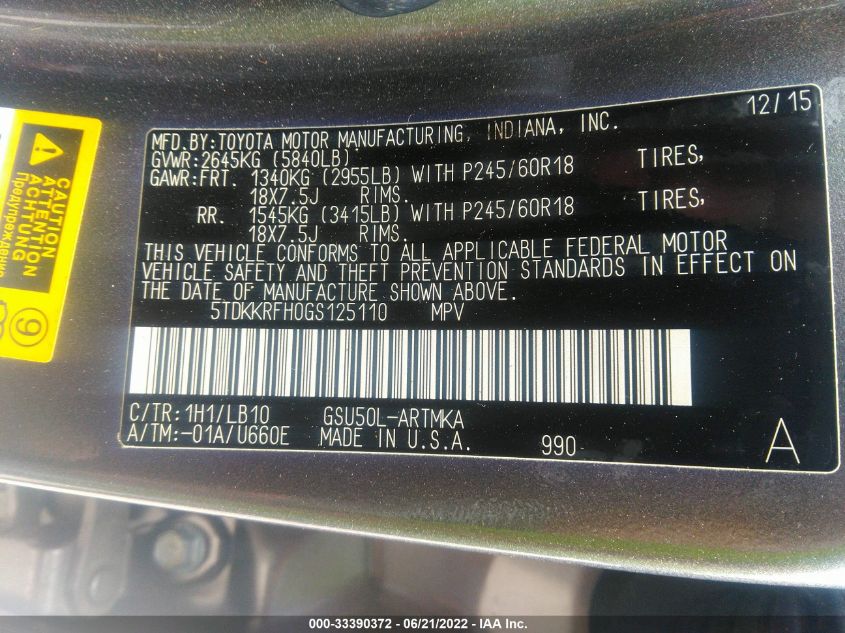 12/15
MFD.BY:TOYOTA MOTOR MANUFACTURING, INDIANA, INC.
GVWR:2645KG (5840LB)
GAWR:FRT. 1340KG (2955LB) WITH P245/60R18 TIRES,
18X7.5J RIMS.
RR. 1545KG (3415LB) WITH P245/60R18 TIRES,
18X7.5J RIMS.
THIS VEHICLE CONFORMS TO ALL APPLICABLE FEDERAL MOTOR
VEHICLE SAFETY AND THEFT PREVENTION STANDARDS IN EFFECT ON
THE DATE OF MANUFACTURE SHOWN ABOVE.
5TDKKRFH0GS125110 MPV
C/TR:1H1/LB10 GSU50L-ARTMKA
A/TM:-01A/U660E MADE IN U.S.A. 990 A
CAUTION
ATTENTION
ACHTUNG
Предупреждение
9
000-33390372 - 06/21/2022 - IAA Inc.